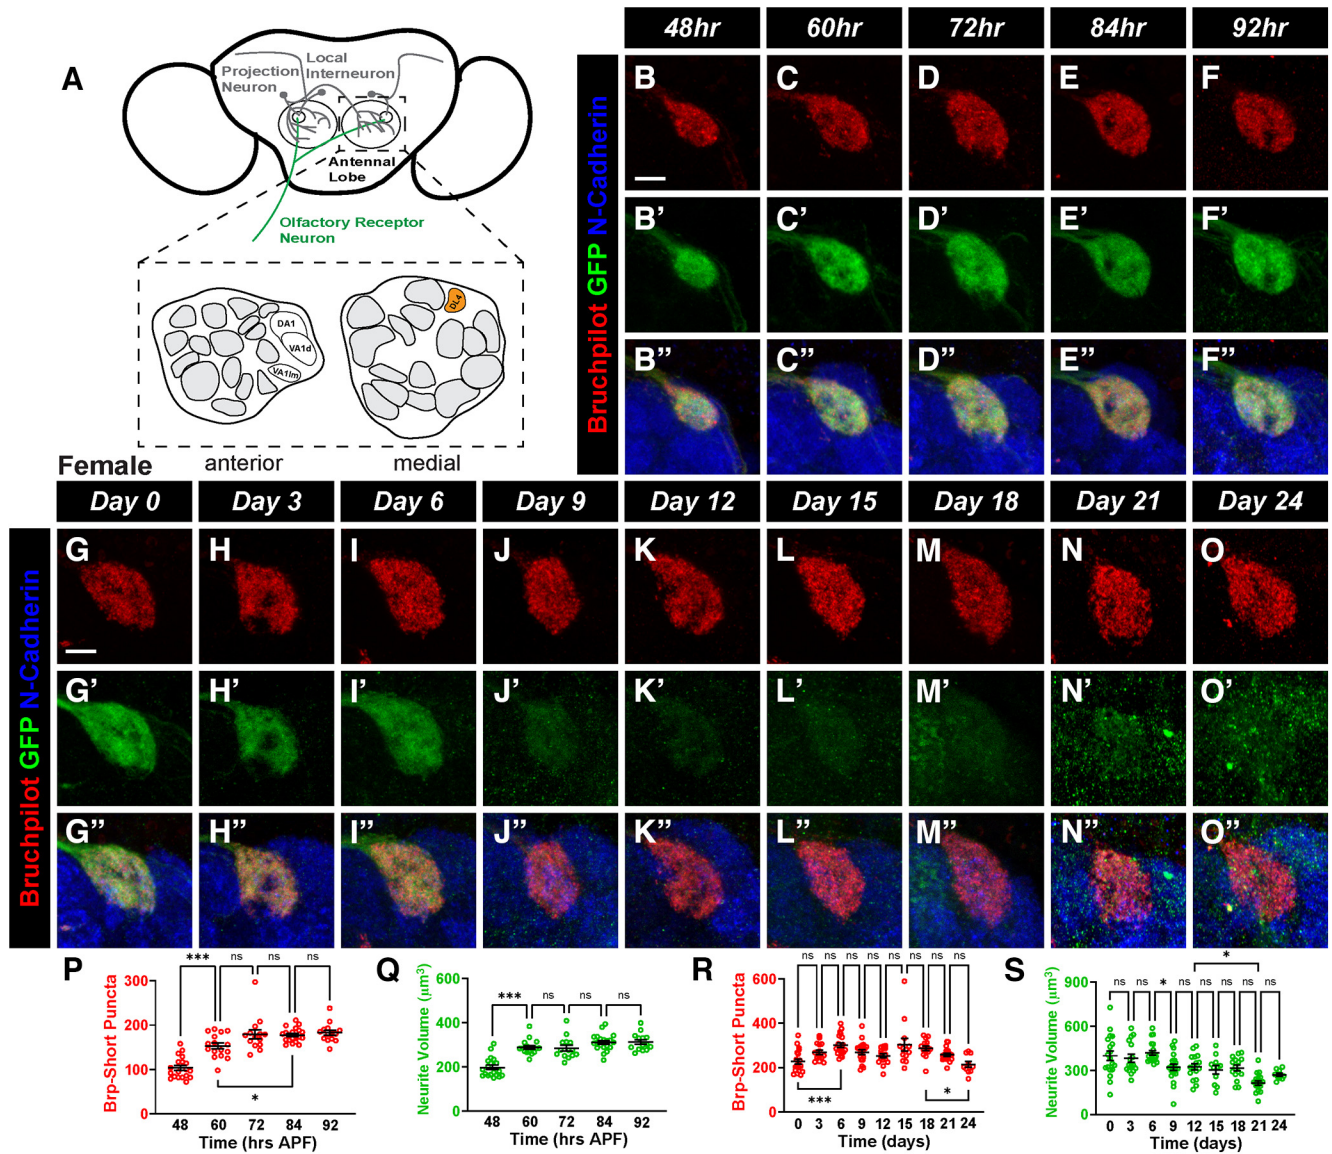 A
Projection
Neuron
Local
Interneuron
Antennal
Lobe
Olfactory Receptor
Neuron
DA1
VA1d
VA1lm
DL4
anterior
medial
48hr
60hr
72hr
84hr
92hr
Bruchpilot GFP N-Cadherin
B
C
D
E
F
B’
C’
D’
E’
F’
B’’
C’’
D’’
E’’
F’’
Female
Day 0
Day 3
Day 6
Day 9
Day 12
Day 15
Day 18
Day 21
Day 24
Bruchpilot GFP N-Cadherin
G
H
I
J
K
L
M
N
O
G’
H’
I’
J’
K’
L’
M’
N’
O’
G’’
H’’
I’’
J’’
K’’
L’’
M’’
N’’
O’’
P
Brp-Short Puncta
300
200
100
0
*** ns ns ns
*
48 60 72 84 92
Time (hrs APF)
Q
Neurite Volume (µm³)
600
400
200
0
*** ns ns ns
48 60 72 84 92
Time (hrs APF)
R
Brp-Short Puncta
600
400
200
0
ns ns ns ns ns ns ns ns
*** *
0 3 6 9 12 15 18 21 24
Time (days)
S
Neurite Volume (µm³)
900
600
300
0
*
ns ns * ns ns ns ns ns
0 3 6 9 12 15 18 21 24
Time (days)